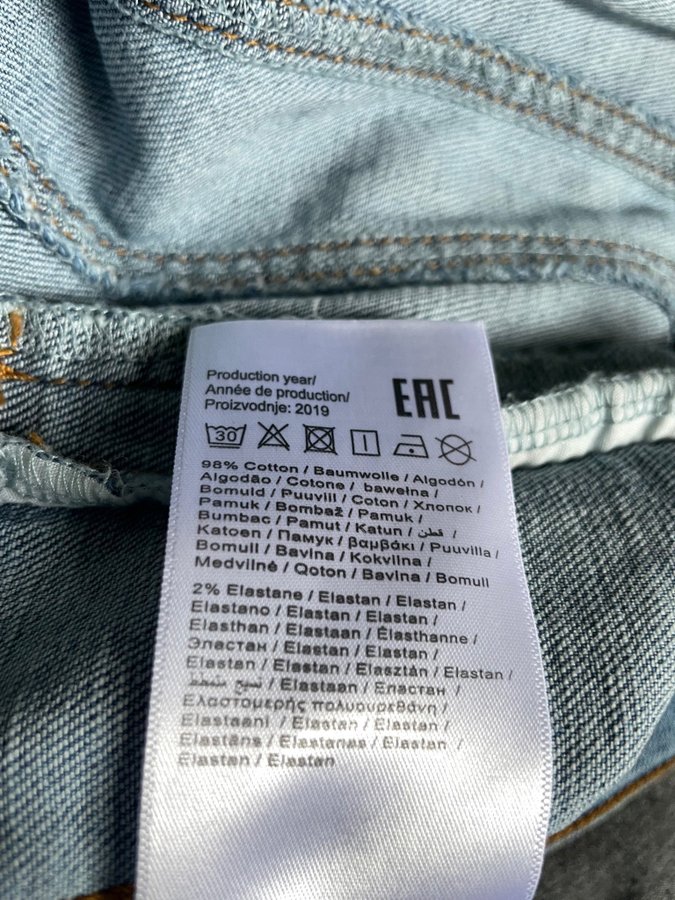 Production year/
Année de production/
Proizvodnje: 2019
EAC
30
98% Cotton / Baumwolle / Algodón /
Algodão / Cotone / bawełna /
Bomuld / Puuvill / Coton / Хлопок /
Pamuk / Bombaž / Pamuk /
Bumbac / Pamut / Katun / قطن /
Katoen / Памук / βαμβάκι / Puuvilla /
Bomull / Bavlna / Kokvilna /
Medvilnė / Qoton / Bavlna / Bomull
2% Elastane / Elastan / Elastan /
Elastano / Elastan / Elastan /
Elasthan / Elastaan / Élasthanne /
Эластан / Elastan / Elastan /
Elastan / Elastan / Elasztán / Elastan /
نسيج متمطط / Elastaan / Еластан /
Ελαστομερής πολυουρεθάνη /
Elastaani / Elastan / Elastan /
Elastāns / Elastanas / Elastan /
Elastan / Elastan